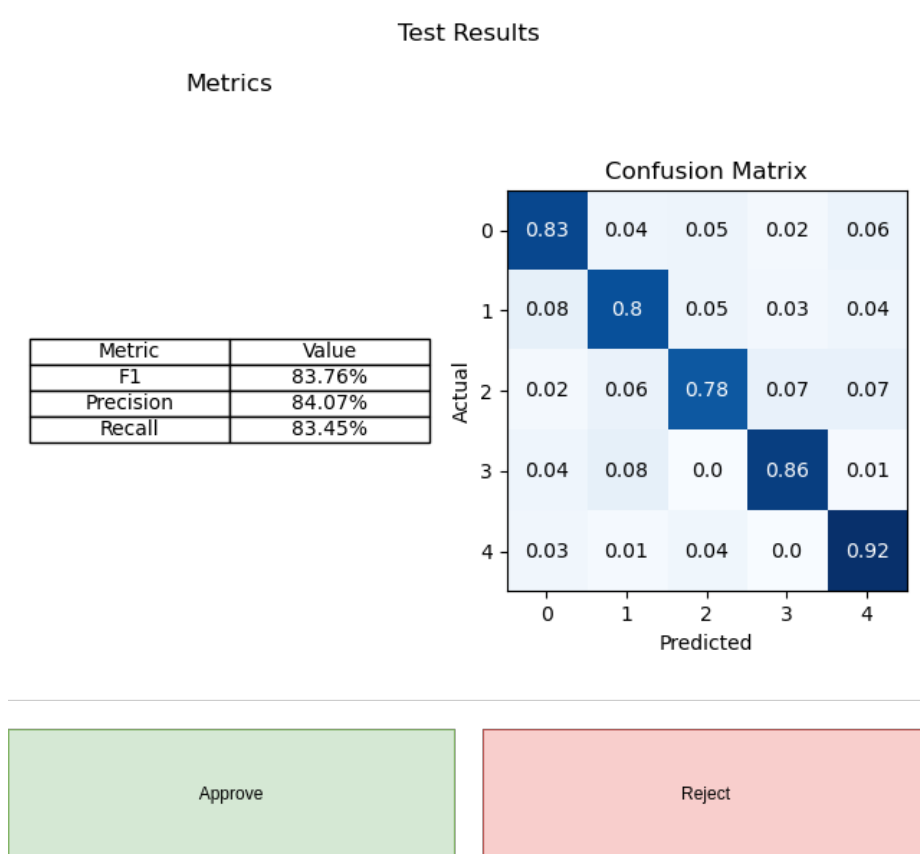 Test Results
Metrics
Metric Value
F1 83.76%
Precision 84.07%
Recall 83.45%
Confusion Matrix
Actual
0 0.83 0.04 0.05 0.02 0.06
1 0.08 0.8 0.05 0.03 0.04
2 0.02 0.06 0.78 0.07 0.07
3 0.04 0.08 0.0 0.86 0.01
4 0.03 0.01 0.04 0.0 0.92
0 1 2 3 4
Predicted
Approve
Reject